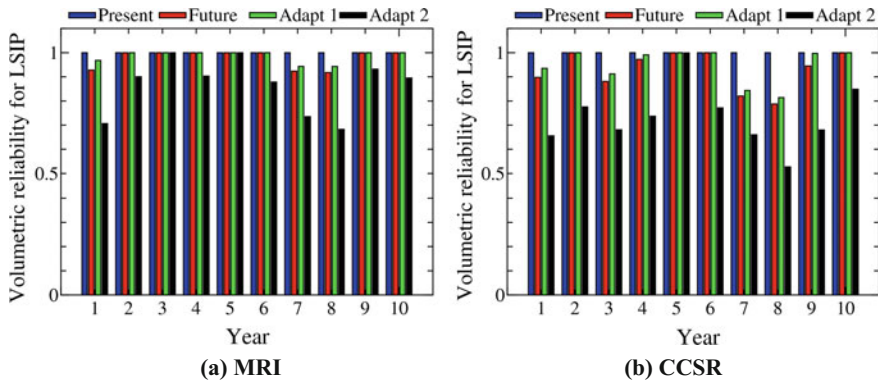 Present Future Adapt 1 Adapt 2
Volumetric reliability for LSIP
1
0.5
0
1 2 3 4 5 6 7 8 9 10
Year
(a) MRI
Present Future Adapt 1 Adapt 2
Volumetric reliability for LSIP
1
0.5
0
1 2 3 4 5 6 7 8 9 10
Year
(b) CCSR